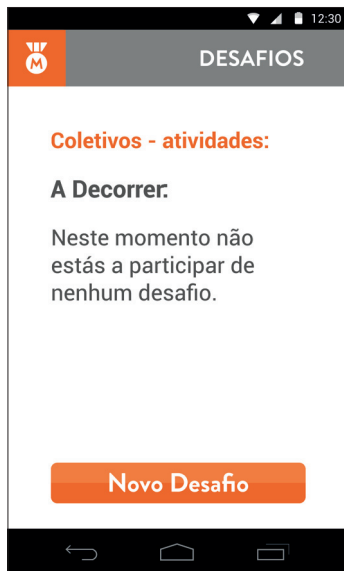 12:30
M
DESAFIOS
Coletivos - atividades:
A Decorrer:
Neste momento não
estás a participar de
nenhum desafio.
Novo Desafio